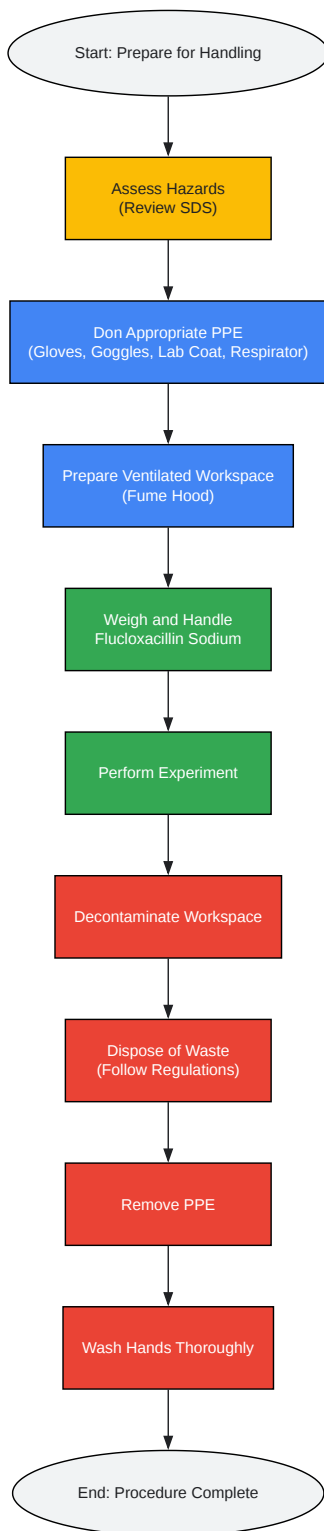 Start: Prepare for Handling
Assess Hazards
(Review SDS)
Don Appropriate PPE
(Gloves, Goggles, Lab Coat, Respirator)
Prepare Ventilated Workspace
(Fume Hood)
Weigh and Handle
Flucloxacillin Sodium
Perform Experiment
Decontaminate Workspace
Dispose of Waste
(Follow Regulations)
Remove PPE
Wash Hands Thoroughly
End: Procedure Complete